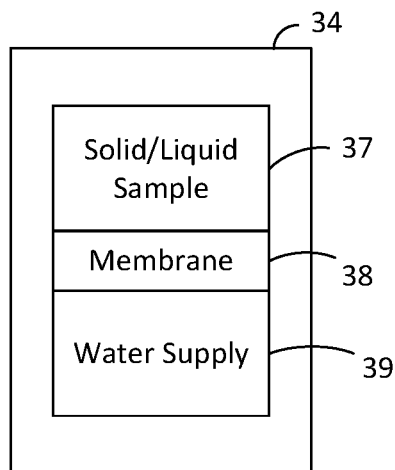 34
Solid/Liquid
Sample
37
Membrane
38
Water Supply
39